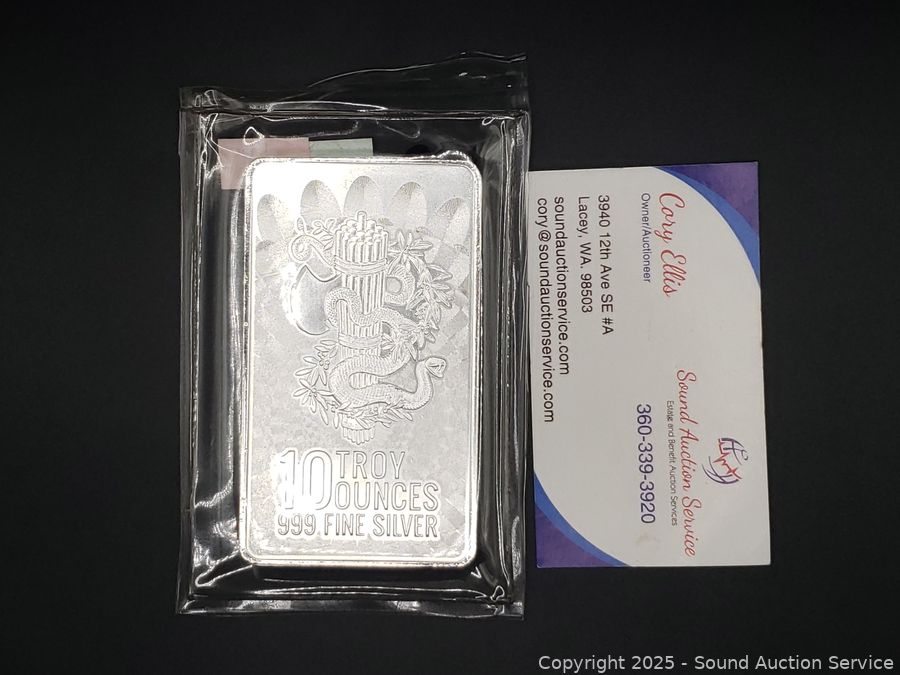 10 TROY
OUNCES
999 FINE SILVER
Cory Ellis
Owner/Auctioneer
3940 12th Ave SE #A
Lacey, WA. 98503
soundauctionservice.com
cory@soundauctionservice.com
Sound Auction Service
Estate and Benefit Auction Services
360-339-3920
Copyright 2025 - Sound Auction Service